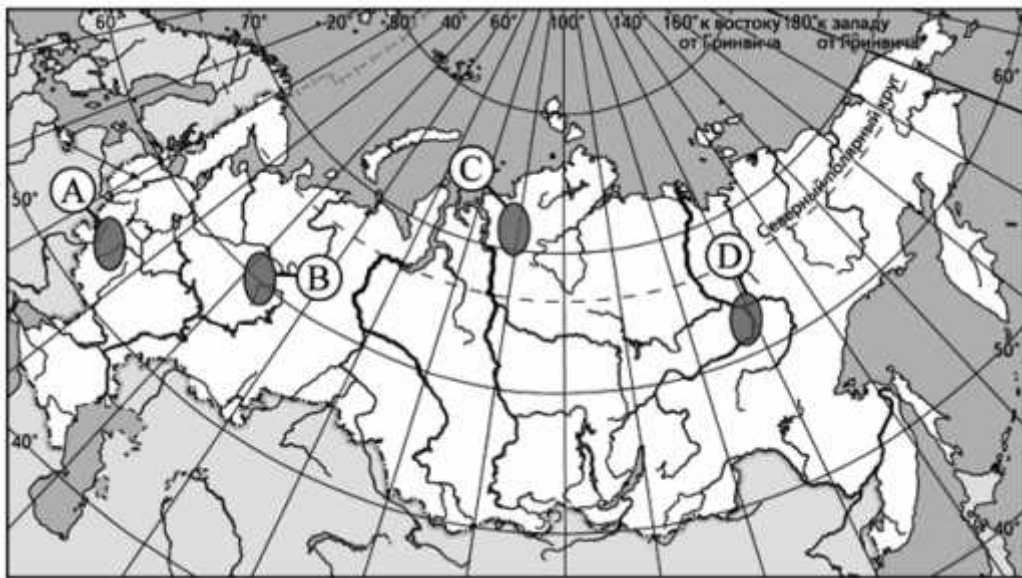 60° 70° 20° 30° 40° 60° 100° 140° 160° к востоку 180° к западу
от Гринвича от Гринвича
60°
Северный полярный круг
C
A
50°
D
B
50°
40°
40°